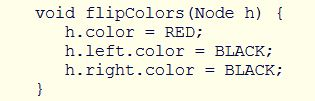 void flipColors(Node h) {
h.color = RED;
h.left.color = BLACK;
h.right.color = BLACK;
}